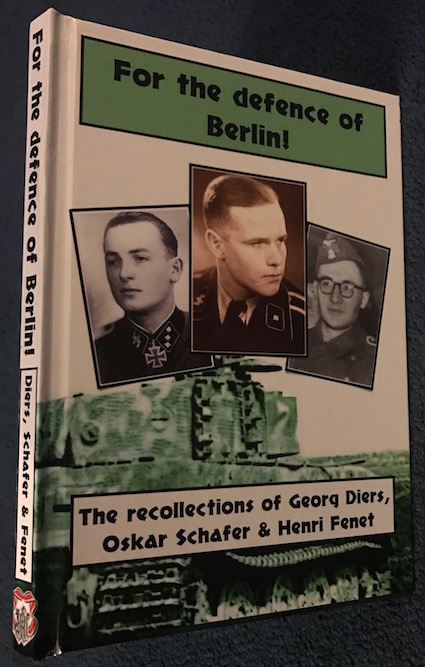 For the defence of
Berlin!
The recollections of Georg Diers,
Oskar Schafer & Henri Fenet
For the defence of Berlin!
Diers, Schafer & Fenet